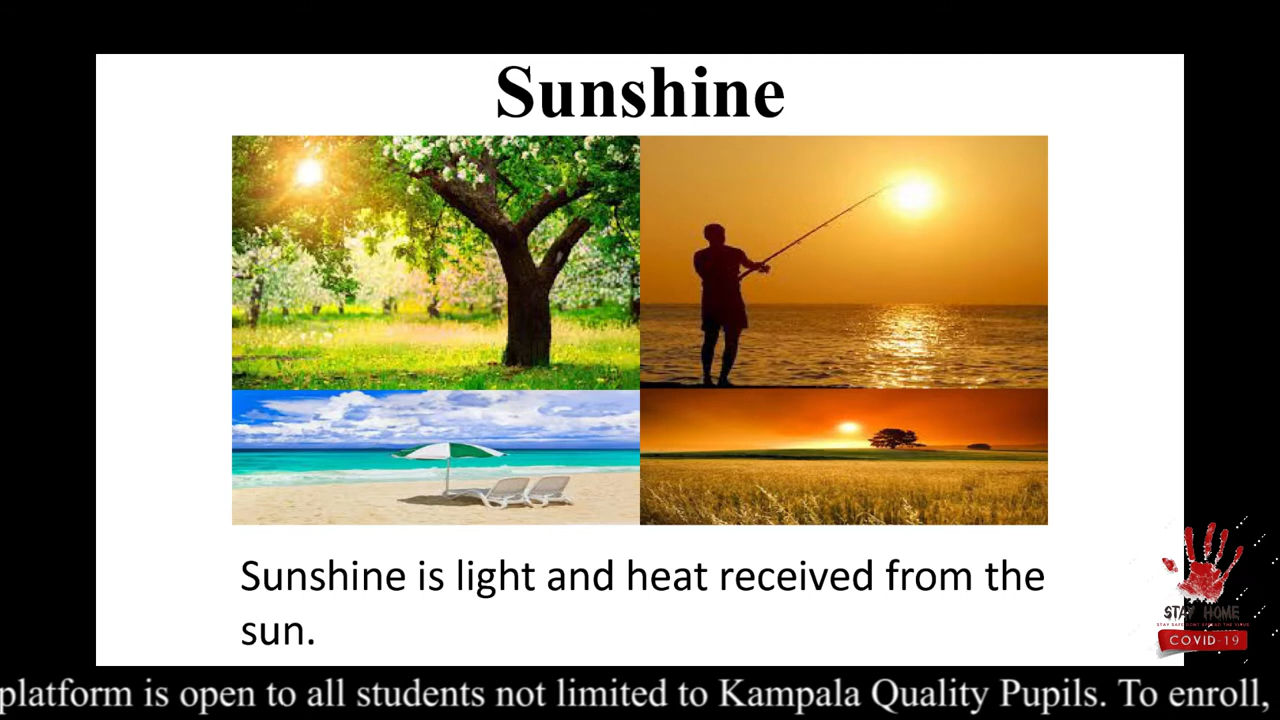 Sunshine
Sunshine is light and heat received from the
sun.
STAY HOME
COVID-19
platform is open to all students not limited to Kampala Quality Pupils. To enroll,